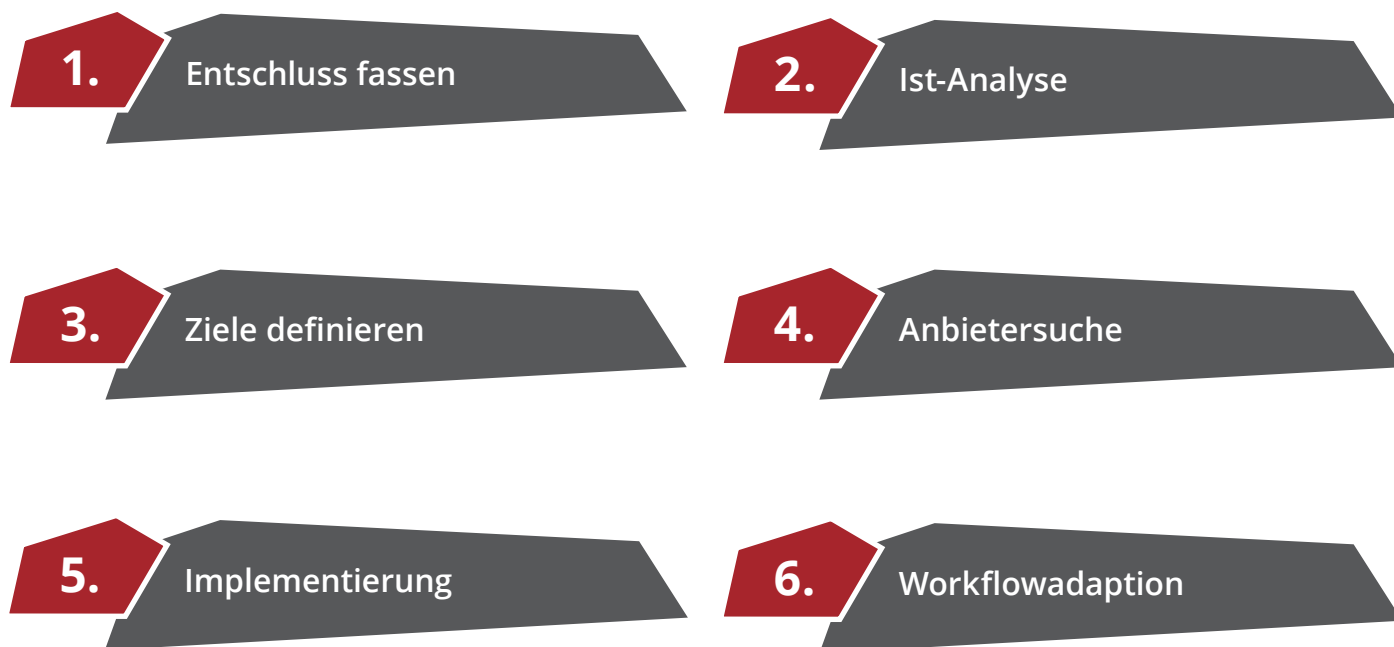 1. Entschluss fassen
2. Ist-Analyse
3. Ziele definieren
4. Anbietersuche
5. Implementierung
6. Workflowadaption